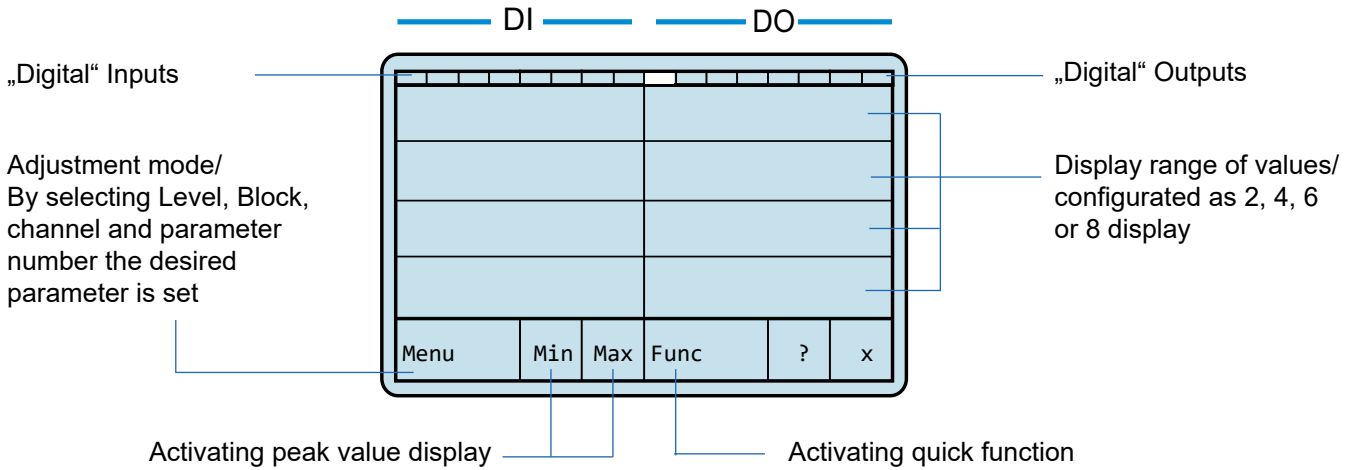 DI
DO
„Digital“ Inputs
„Digital“ Outputs
Adjustment mode/
By selecting Level, Block,
channel and parameter
number the desired
parameter is set
Display range of values/
configurated as 2, 4, 6
or 8 display
Menu
Min
Max
Func
?
x
Activating peak value display
Activating quick function